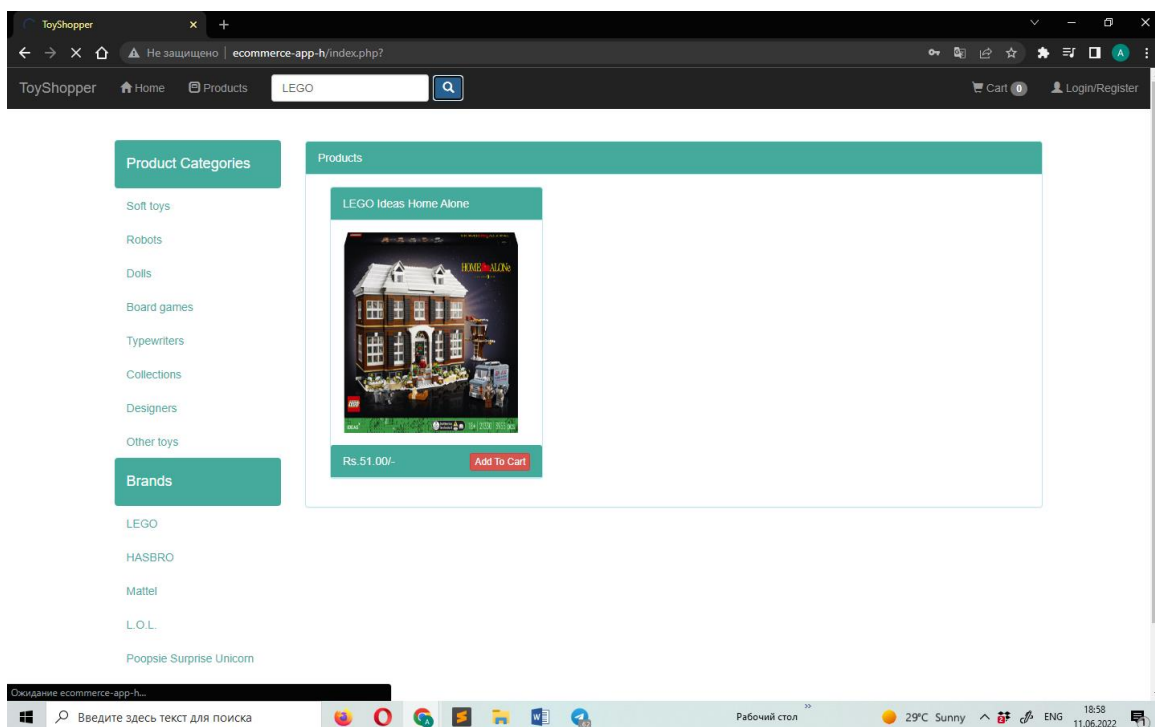 ToyShopper
Не защищено | ecommerce-app-h/index.php?
A
ToyShopper Home Products LEGO Cart 0 Login/Register
Product Categories
Soft toys
Robots
Dolls
Board games
Typewriters
Collections
Designers
Other toys
Brands
LEGO
HASBRO
Mattel
L.O.L.
Poopsie Surprise Unicorn
Products
LEGO Ideas Home Alone
HOME ALONe
IDEAS
Rs.51.00/- Add To Cart
Ожидание ecommerce-app-h...
Введите здесь текст для поиска
Рабочий стол
29°C Sunny
ENG
18:58
11.06.2022